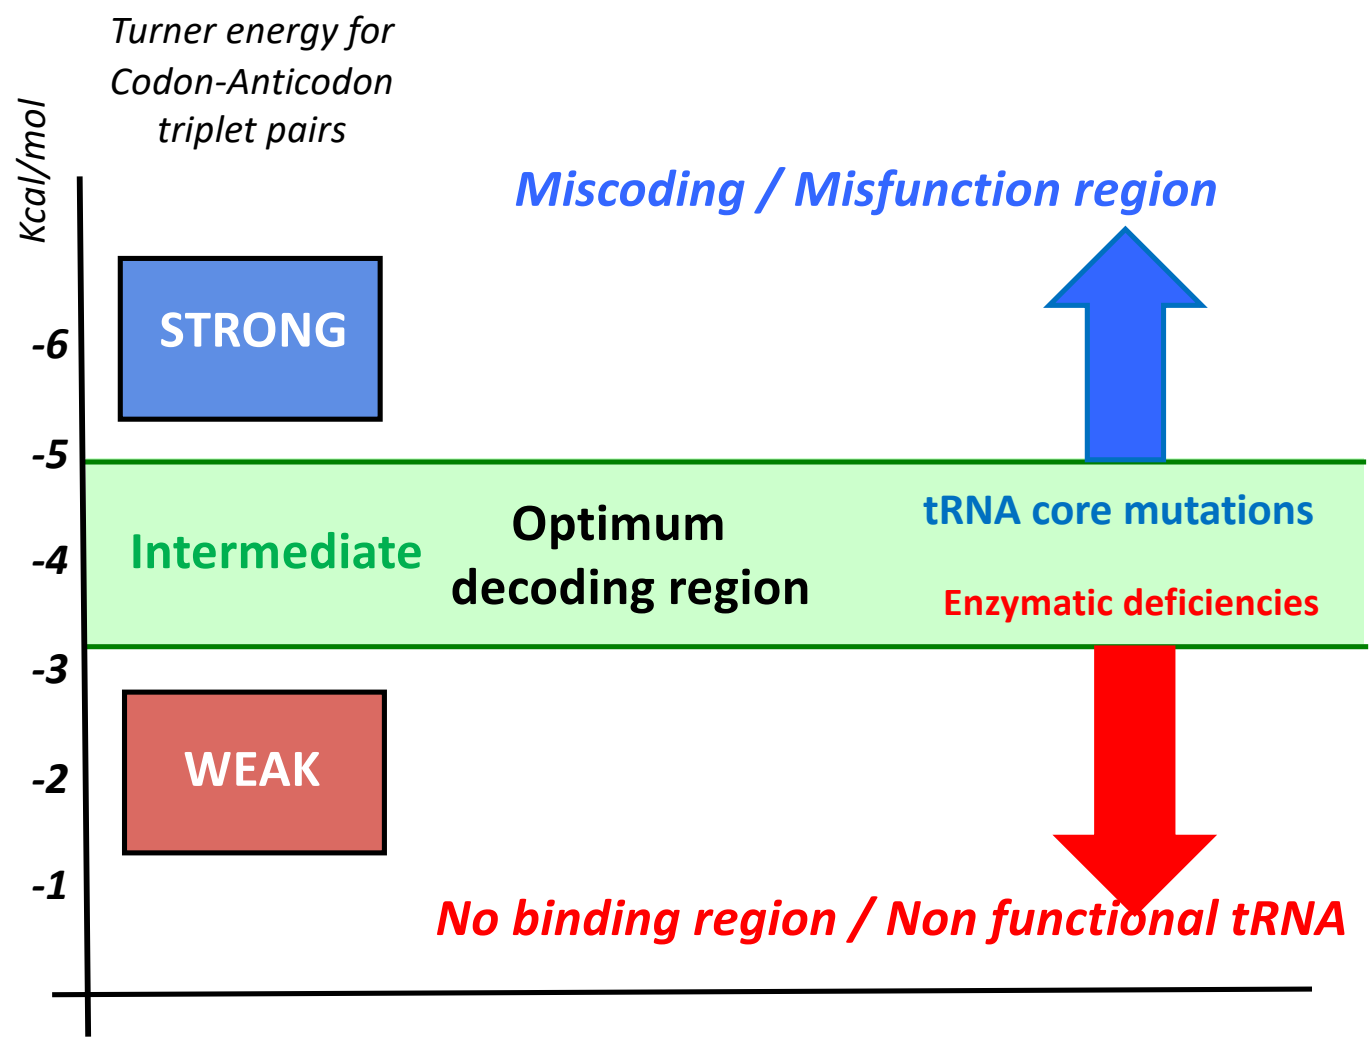 Turner energy for
Codon-Anticodon
triplet pairs
Kcal/mol
Miscoding / Misfunction region
STRONG
-6
-5
tRNA core mutations
Optimum
Intermediate
-4
decoding region
Enzymatic deficiencies
-3
WEAK
-2
-1
No binding region / Non functional tRNA